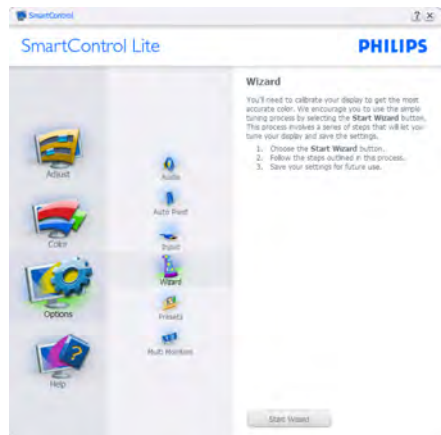 SmartControl
? ×
SmartControl Lite
PHILIPS
Wizard
You'll need to calibrate your display to get the most
accurate color. We encourage you to use the simple
tuning process by selecting the Start Wizard button.
This process involves a series of steps that will let you
tune your display and save the settings.
1. Choose the Start Wizard button.
2. Follow the steps outlined in this process.
3. Save your settings for future use.
Adjust
Color
Options
Help
Audio
Auto Pivot
Input
Wizard
Presets
Multi Monitors
Start Wizard